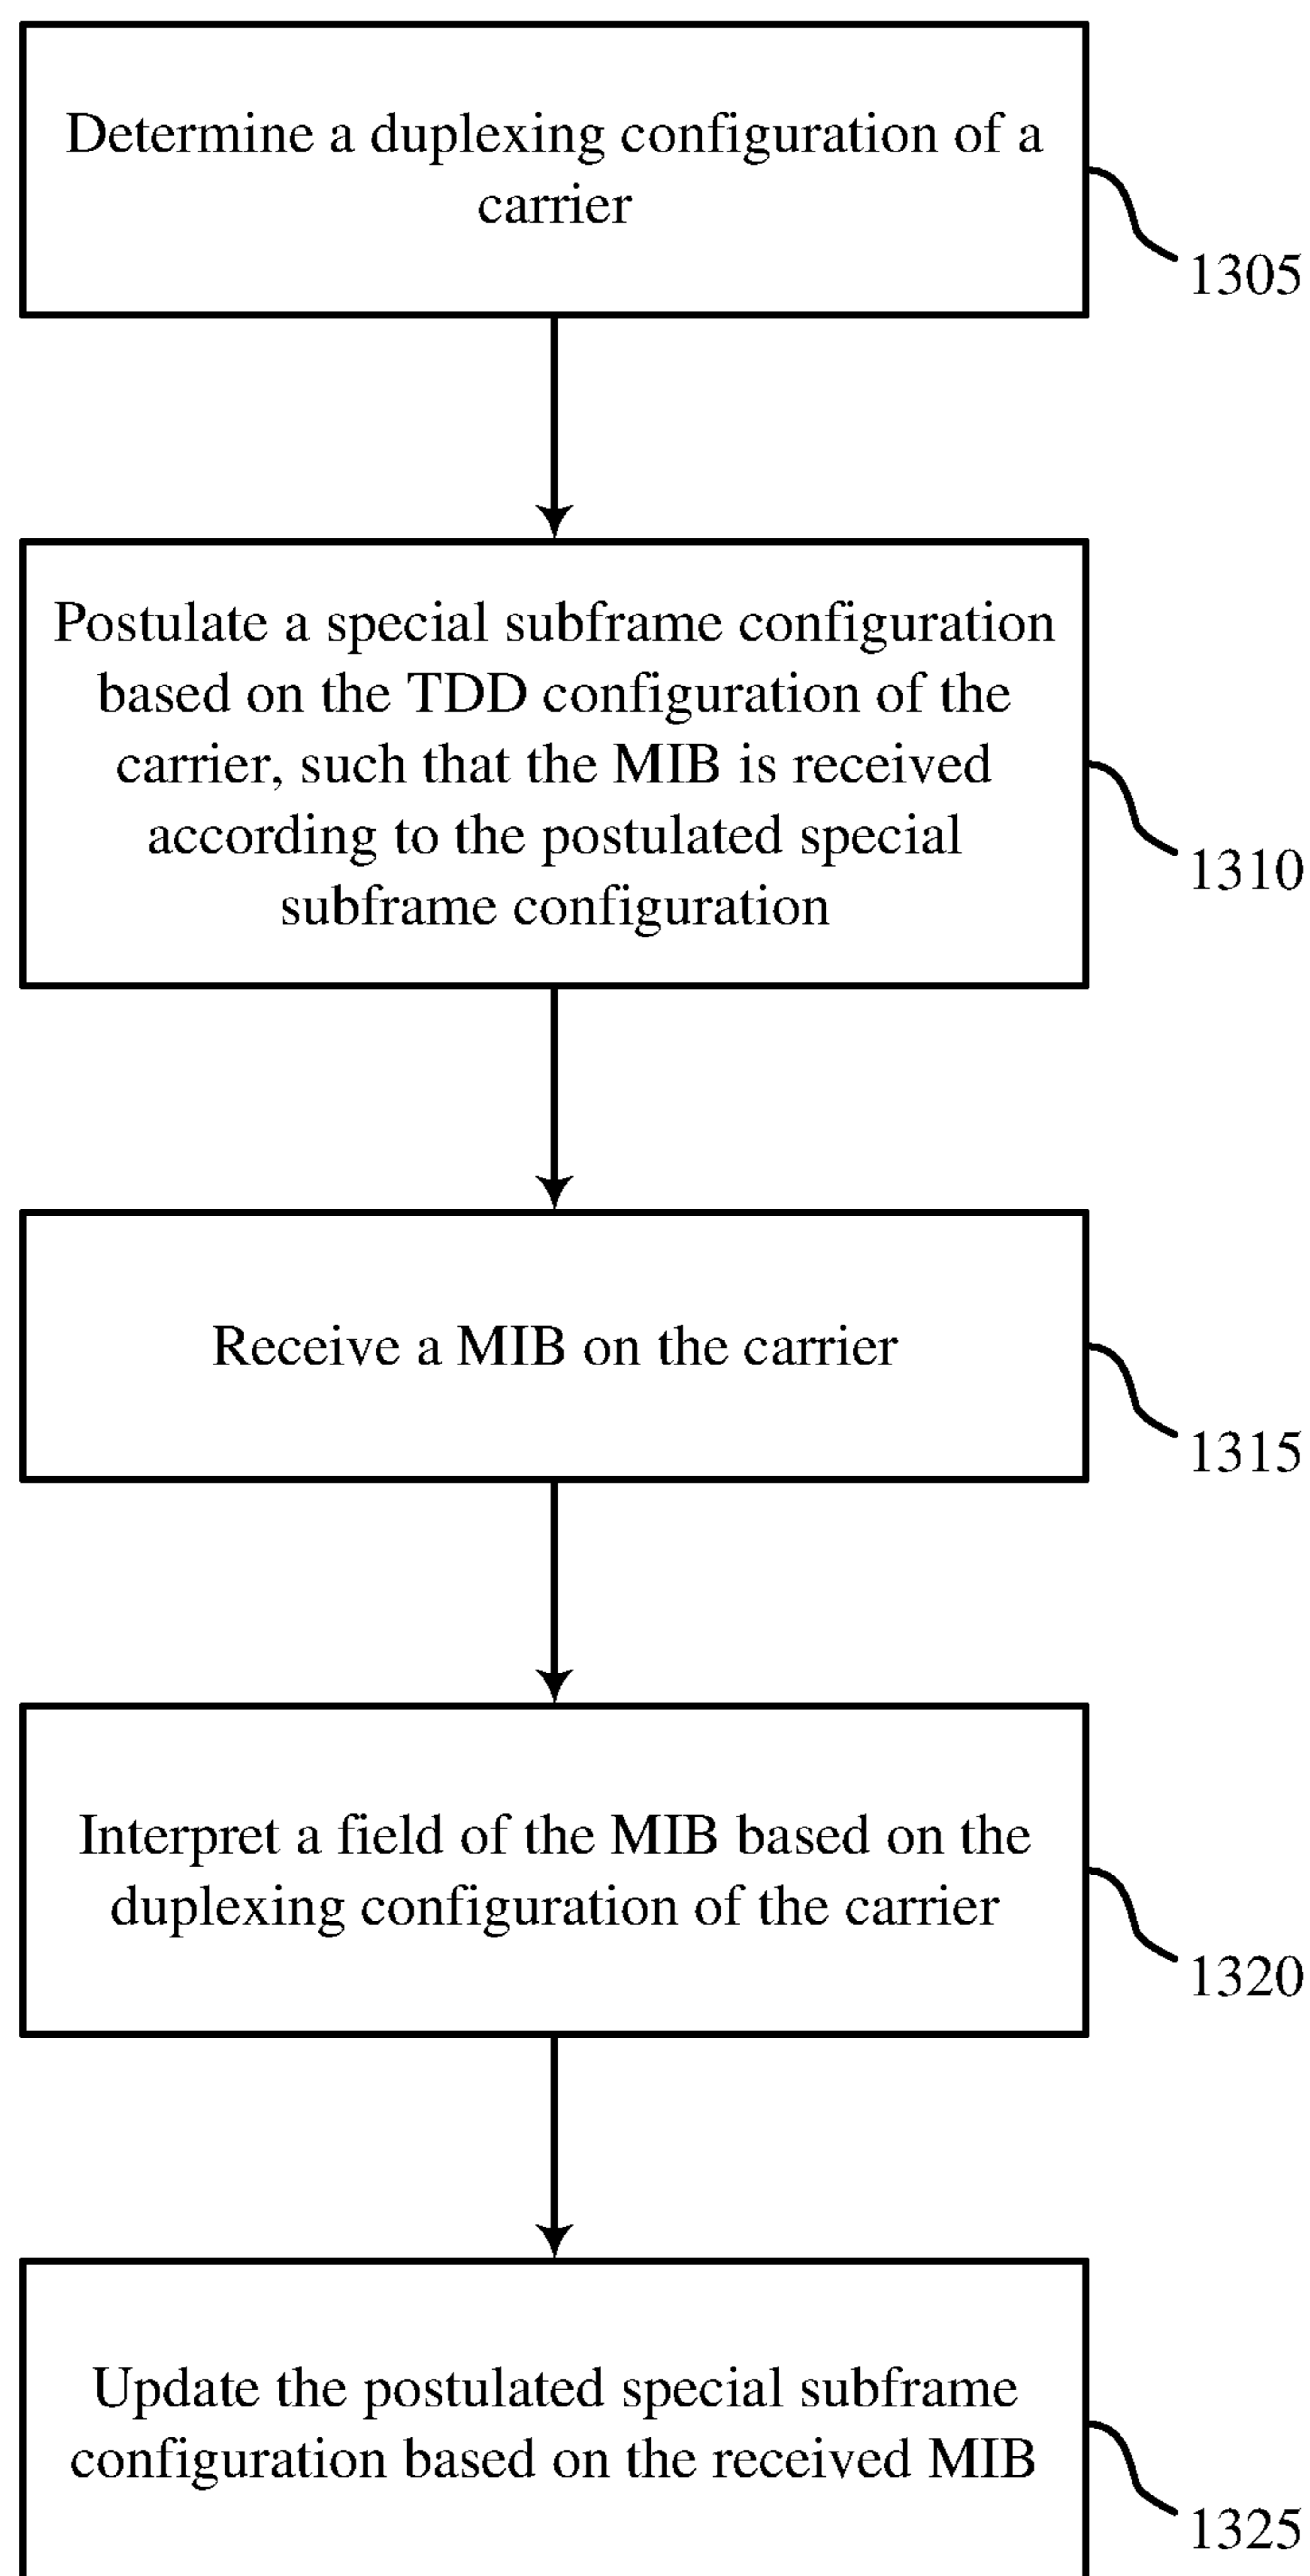 Determine a duplexing configuration of a
carrier
1305
Postulate a special subframe configuration
based on the TDD configuration of the
carrier, such that the MIB is received
according to the postulated special
subframe configuration
1310
Receive a MIB on the carrier
1315
Interpret a field of the MIB based on the
duplexing configuration of the carrier
1320
Update the postulated special subframe
configuration based on the received MIB
1325